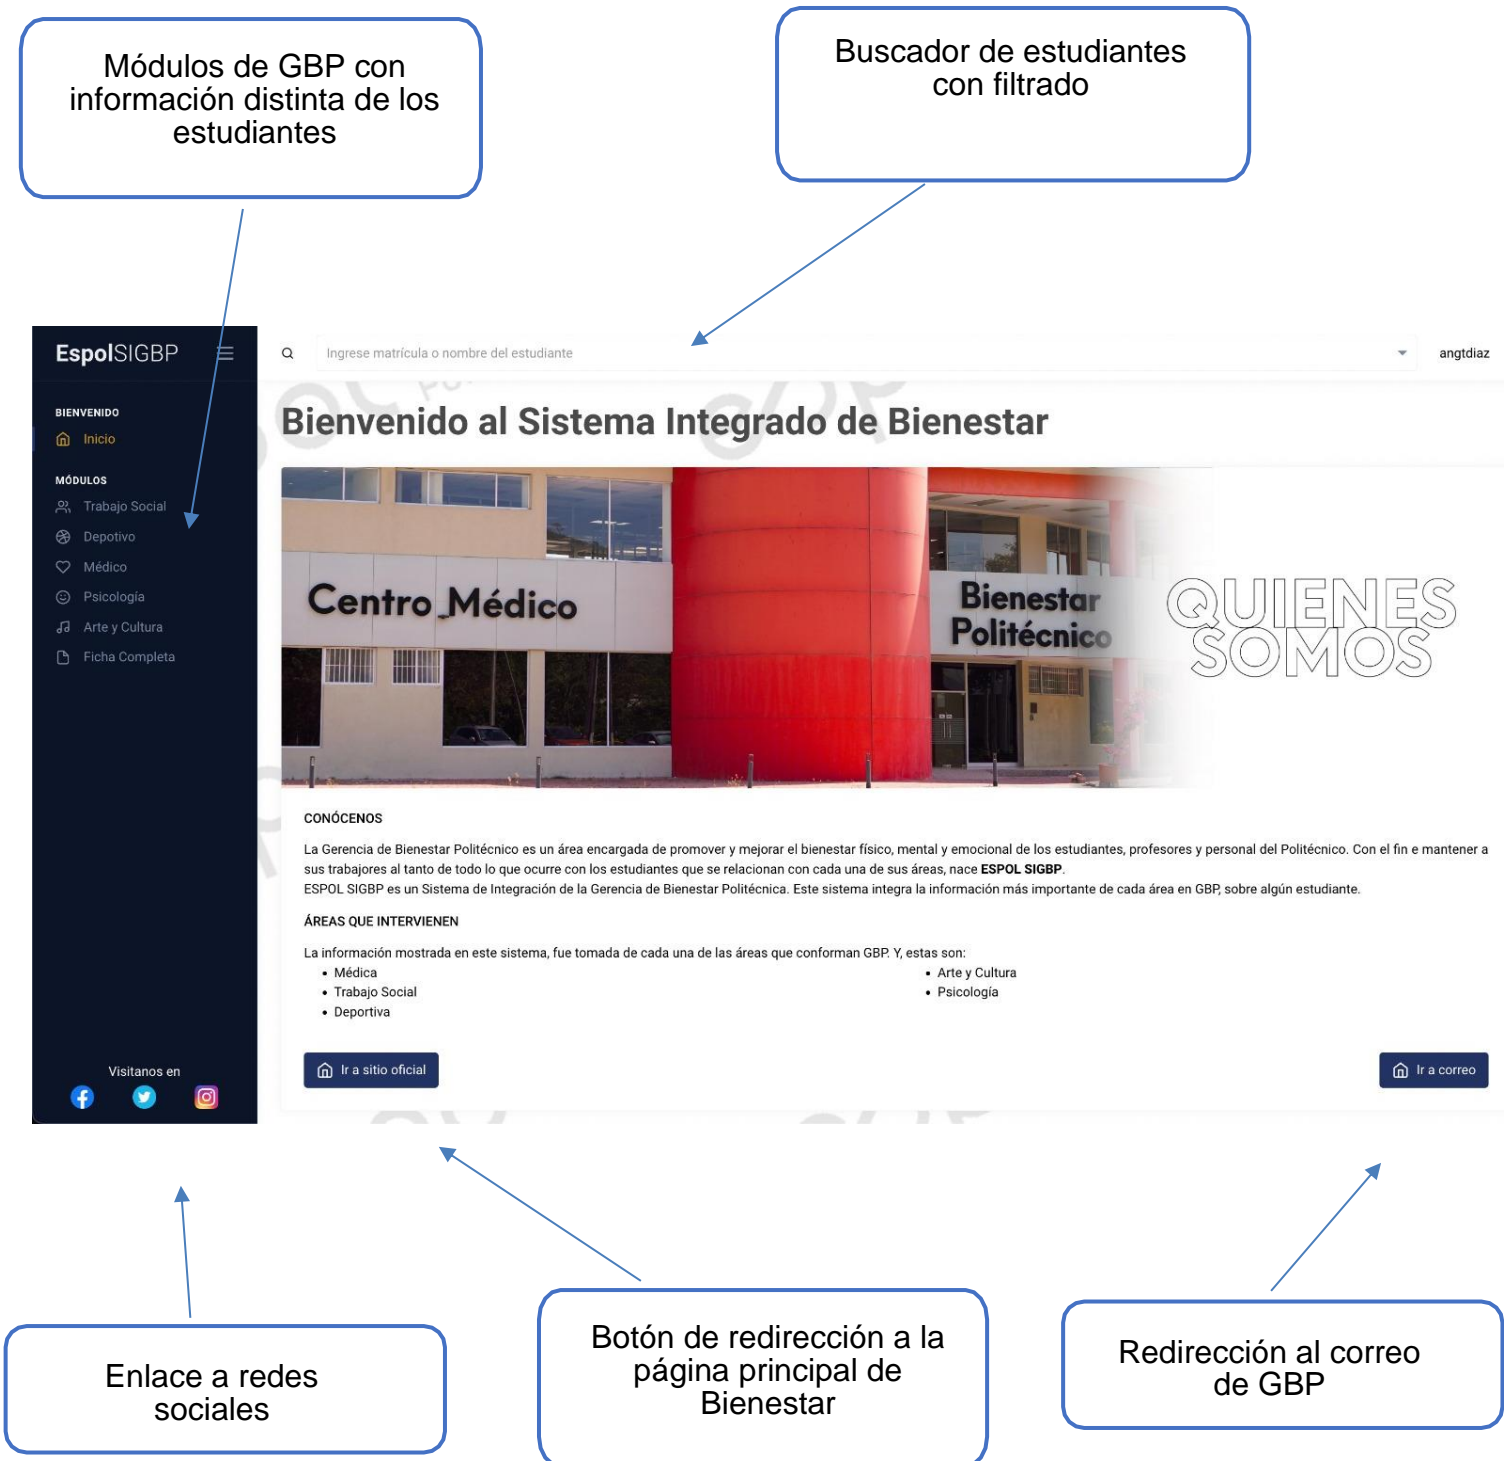 Módulos de GBP con
información distinta de los
estudiantes
Buscador de estudiantes
con filtrado
EspolSIGBP
Ingrese matrícula o nombre del estudiante
angtdiaz
BIENVENIDO
Inicio
MÓDULOS
Trabajo Social
Depotivo
Médico
Psicología
Arte y Cultura
Ficha Completa
Visitanos en
Bienvenido al Sistema Integrado de Bienestar
Centro Médico
Bienestar
Politécnico
QUIENES
SOMOS
CONÓCENOS
La Gerencia de Bienestar Politécnico es un área encargada de promover y mejorar el bienestar físico, mental y emocional de los estudiantes, profesores y personal del Politécnico. Con el fin e mantener a
sus trabajores al tanto de todo lo que ocurre con los estudiantes que se relacionan con cada una de sus áreas, nace ESPOL SIGBP.
ESPOL SIGBP es un Sistema de Integración de la Gerencia de Bienestar Politécnica. Este sistema integra la información más importante de cada área en GBP, sobre algún estudiante.
ÁREAS QUE INTERVIENEN
La información mostrada en este sistema, fue tomada de cada una de las áreas que conforman GBP. Y, estas son:
• Médica
• Trabajo Social
• Deportiva
• Arte y Cultura
• Psicología
Ir a sitio oficial
Ir a correo
Enlace a redes
sociales
Botón de redirección a la
página principal de
Bienestar
Redirección al correo
de GBP